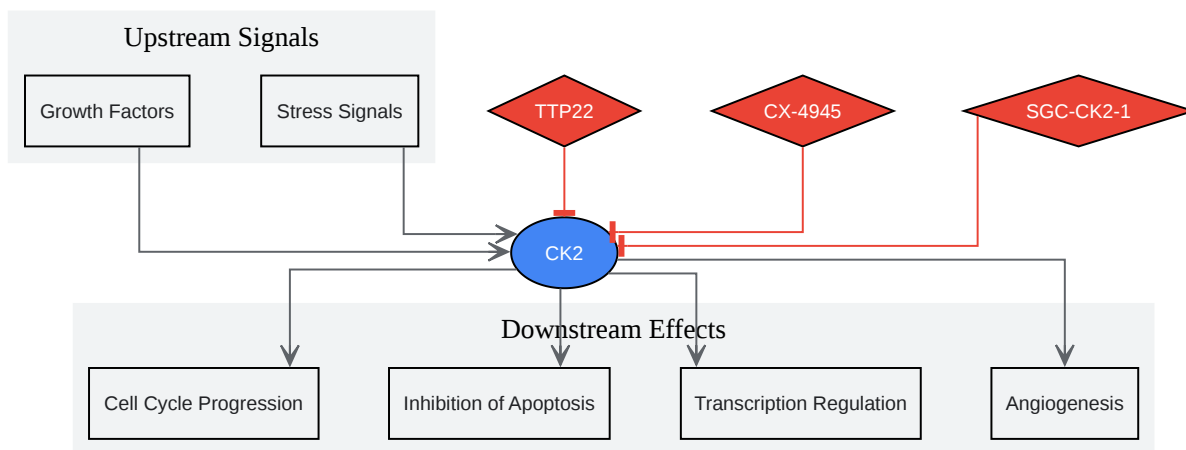 Upstream Signals
Growth Factors
Stress Signals
TTP22
CX-4945
SGC-CK2-1
CK2
Downstream Effects
Cell Cycle Progression
Inhibition of Apoptosis
Transcription Regulation
Angiogenesis